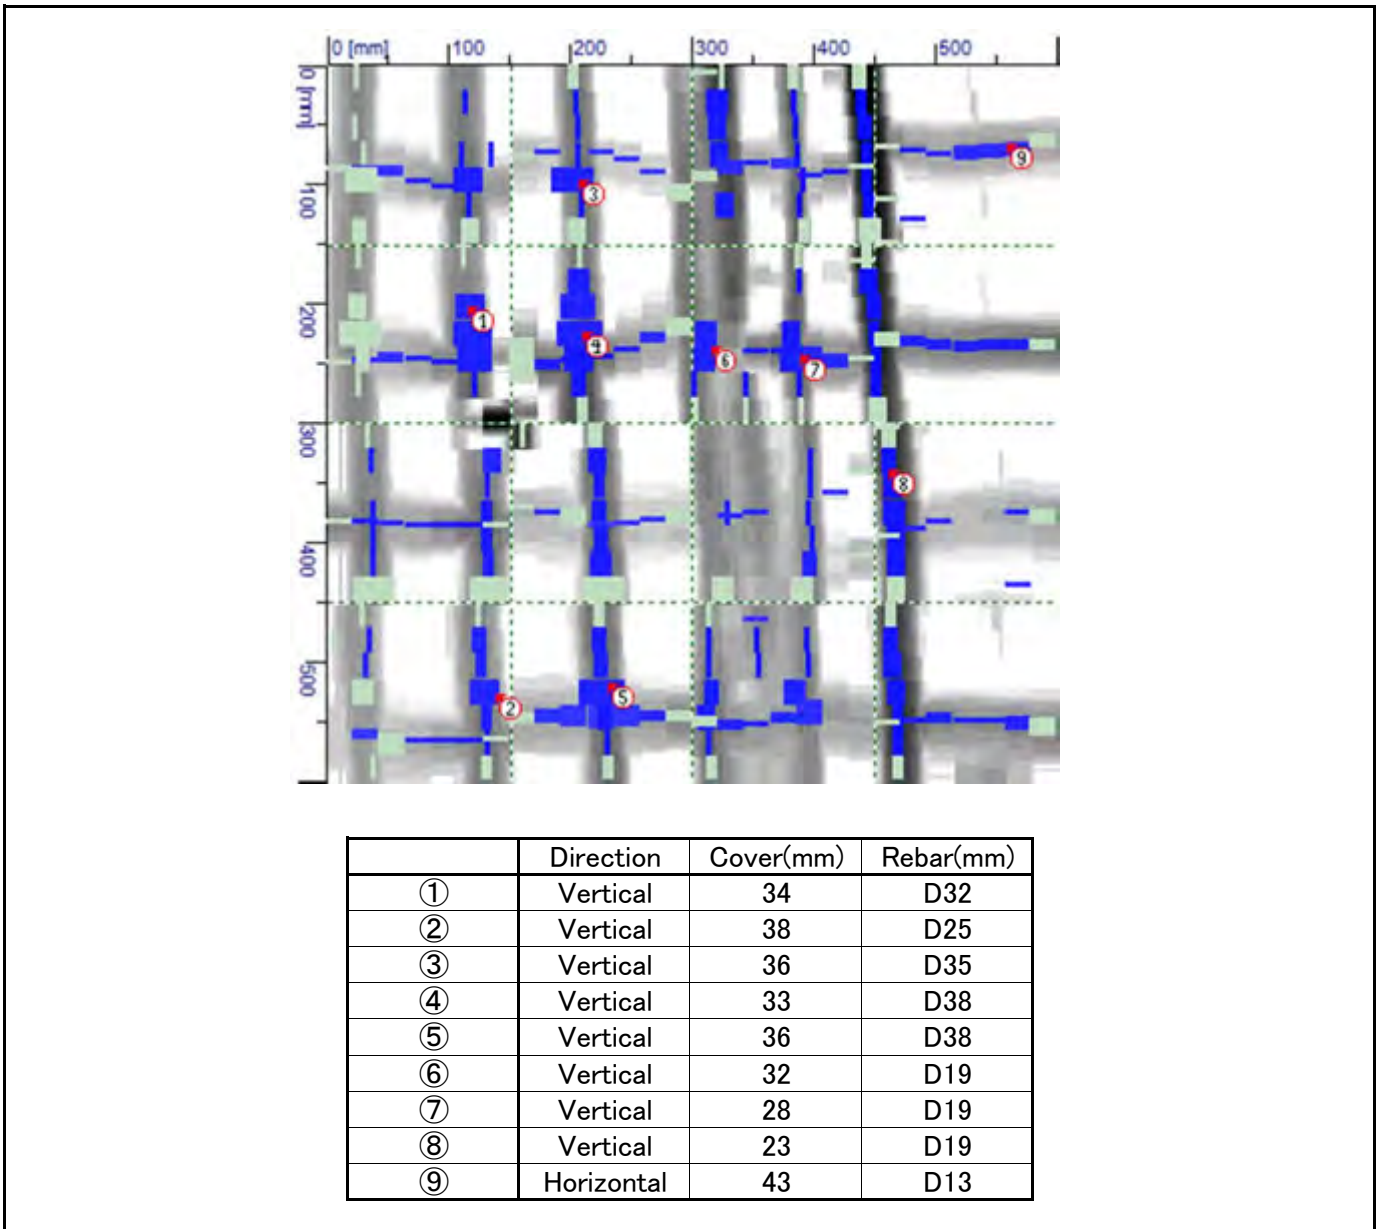 0 [mm] 100 200 300 400 500
0 [mm]
③
⑨
100
①
200
④ ⑥ ⑦
300
⑧
400
500
② ⑤
Direction Cover(mm) Rebar(mm)
① Vertical 34 D32
② Vertical 38 D25
③ Vertical 36 D35
④ Vertical 33 D38
⑤ Vertical 36 D38
⑥ Vertical 32 D19
⑦ Vertical 28 D19
⑧ Vertical 23 D19
⑨ Horizontal 43 D13